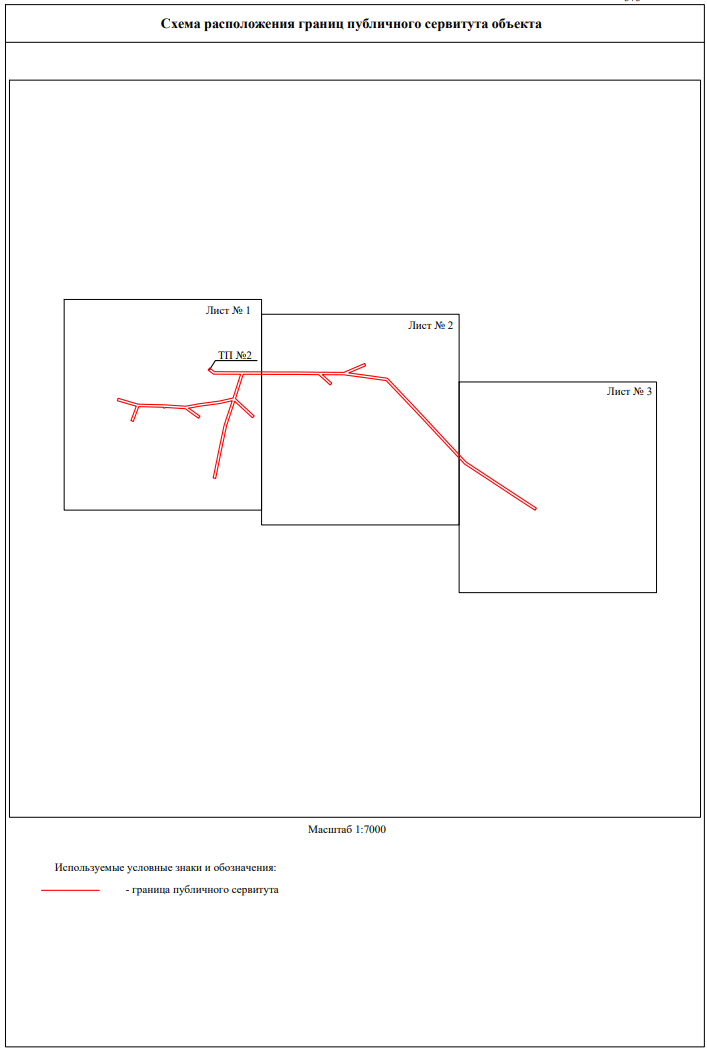 Схема расположения границ публичного сервитута объекта
Лист № 1
Лист № 2
ТП №2
Лист № 3
Масштаб 1:7000
Используемые условные знаки и обозначения:
- граница публичного сервитута